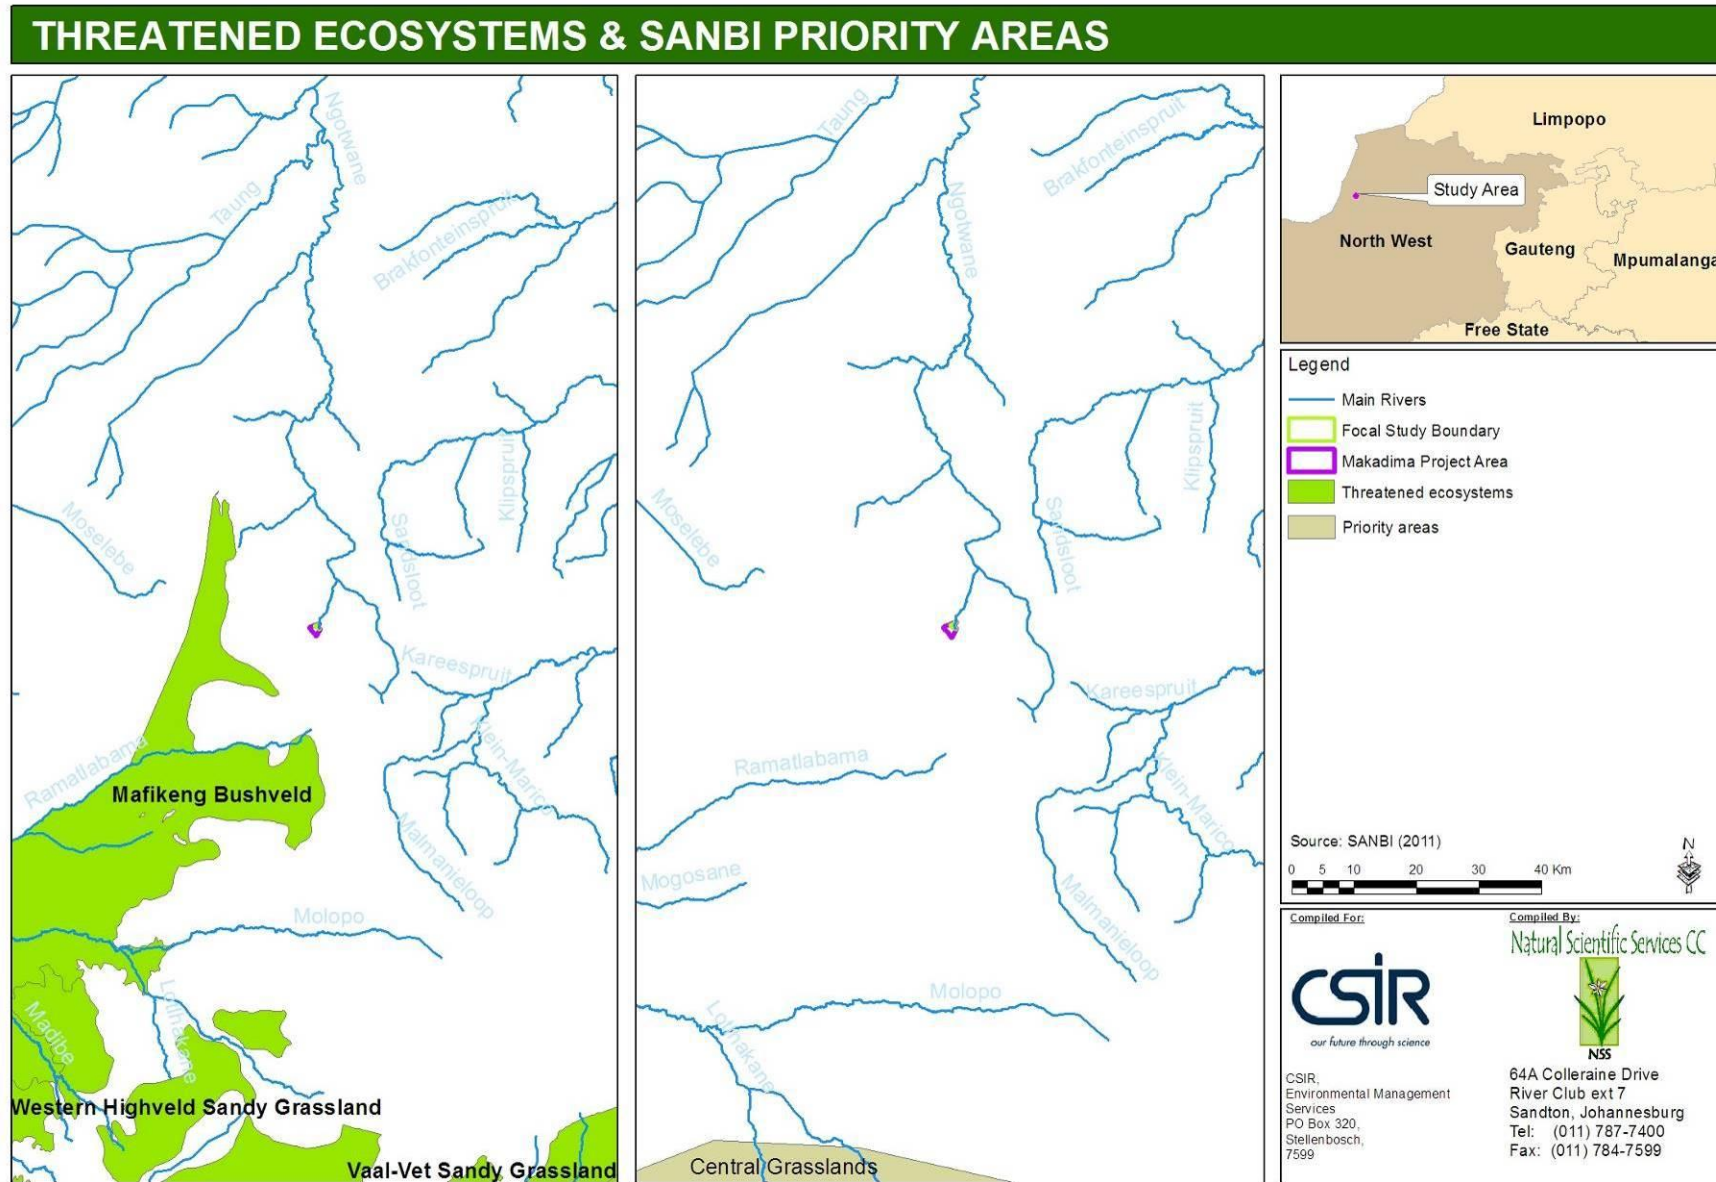 THREATENED ECOSYSTEMS & SANBI PRIORITY AREAS
Ngotwane
Taung
Brakfonteinspruit
Klipspruit
Moselebe
Sandsloot
Kareespruit
Klein-Marico
Ramatlabama
Mafikeng Bushveld
Malmanieloop
Molopo
Lotlhakane
Madibe
Western Highveld Sandy Grassland
Vaal-Vet Sandy Grassland
Taung
Brakfonteinspruit
Ngotwane
Klipspruit
Moselebe
Sandsloot
Kareespruit
Ramatlabama
Klein-Marico
Mogosane
Malmanieloop
Molopo
Lotlhakane
Central Grasslands
Limpopo
Study Area
North West
Gauteng
Mpumalanga
Free State
Legend
Main Rivers
Focal Study Boundary
Makadima Project Area
Threatened ecosystems
Priority areas
Source: SANBI (2011)
N
0 5 10 20 30 40 Km
Compiled For:
CSIR
our future through science
CSIR,
Environmental Management
Services
PO Box 320,
Stellenbosch,
7599
Compiled By:
Natural Scientific Services CC
NSS
64A Colleraine Drive
River Club ext 7
Sandton, Johannesburg
Tel: (011) 787-7400
Fax: (011) 784-7599